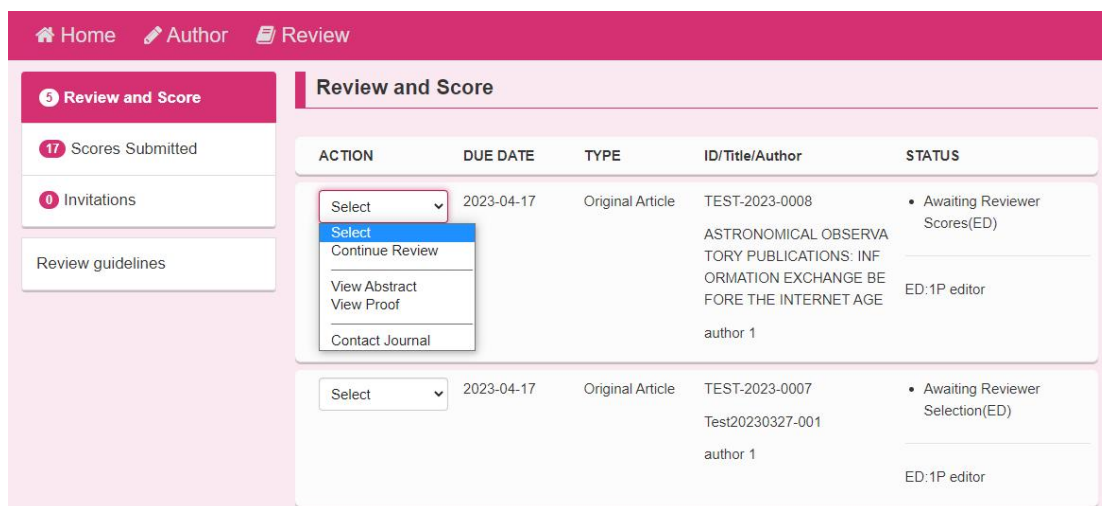 Home Author Review
5 Review and Score
17 Scores Submitted
0 Invitations
Review guidelines
Review and Score
ACTION DUE DATE TYPE ID/Title/Author STATUS
Select 2023-04-17 Original Article TEST-2023-0008 • Awaiting Reviewer
Scores(ED)
Select
Continue Review
View Abstract
View Proof
Contact Journal
ASTRONOMICAL OBSERVA
TORY PUBLICATIONS: INF
ORMATION EXCHANGE BE
FORE THE INTERNET AGE
author 1
ED:1P editor
Select 2023-04-17 Original Article TEST-2023-0007 • Awaiting Reviewer
Selection(ED)
Test20230327-001
author 1
ED:1P editor